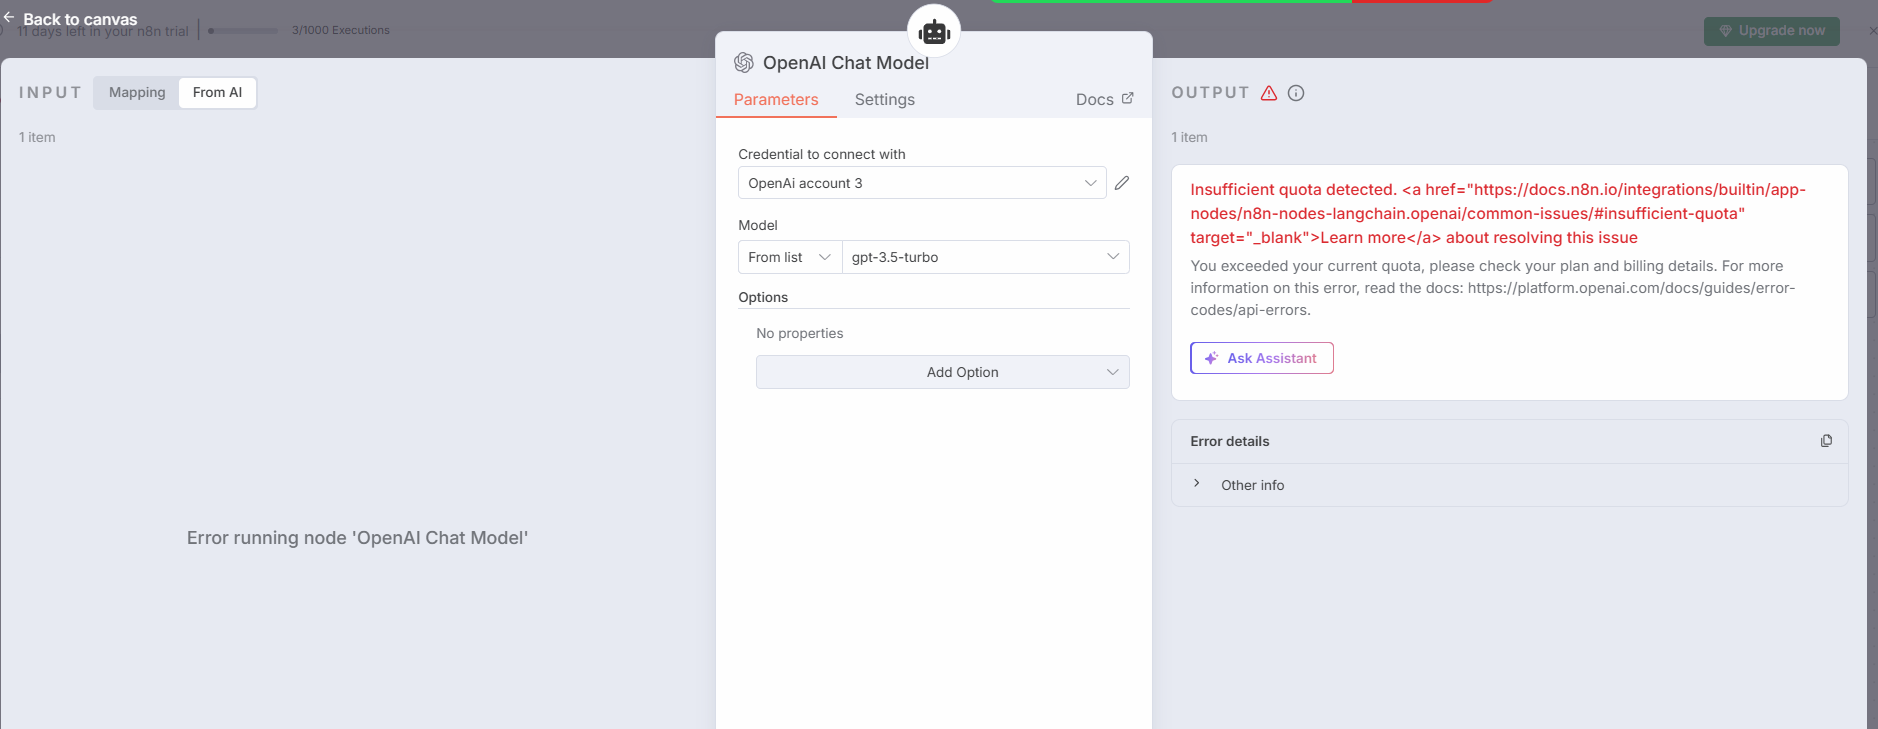 Back to canvas
11 days left in your n8n trial
3/1000 Executions
Upgrade now
INPUT
Mapping
From AI
1 item
Error running node 'OpenAI Chat Model'
OpenAI Chat Model
Parameters
Settings
Docs
Credential to connect with
OpenAi account 3
Model
From list
gpt-3.5-turbo
Options
No properties
Add Option
OUTPUT
1 item
Insufficient quota detected. <a href="https://docs.n8n.io/integrations/builtin/app-
nodes/n8n-nodes-langchain.openai/common-issues/#insufficient-quota"
target="_blank">Learn more</a> about resolving this issue
You exceeded your current quota, please check your plan and billing details. For more
information on this error, read the docs: https://platform.openai.com/docs/guides/error-
codes/api-errors.
Ask Assistant
Error details
Other info